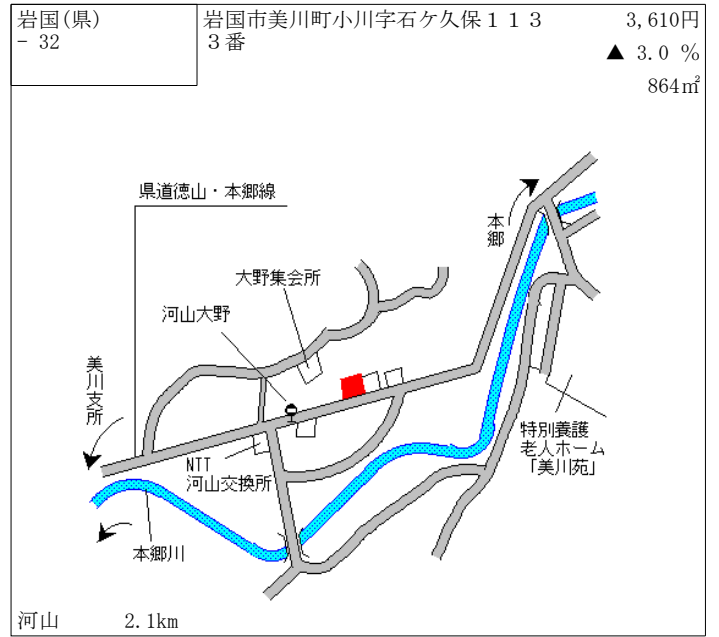 岩国(県)
- 32
岩国市美川町小川字石ケ久保１１３
３番
3,610円
▲ 3.0 %
864㎡
県道徳山・本郷線
本郷
大野集会所
河山大野
美川支所
特別養護
老人ホーム
「美川苑」
NTT
河山交換所
本郷川
河山 2.1km